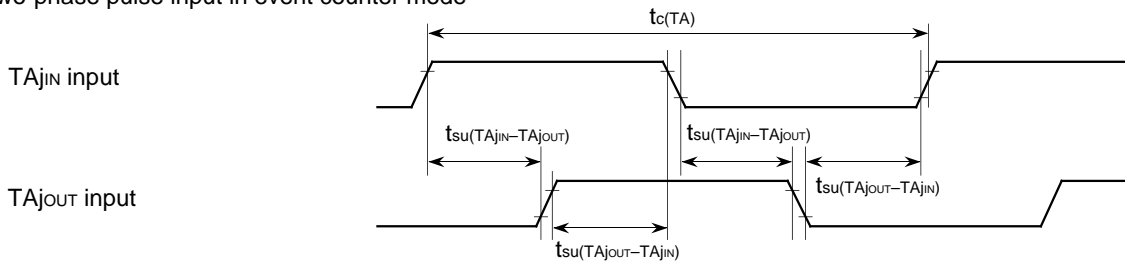 wo-phase pulse input in event counter mode
tc(TA)
TAjIN input
tsu(TAjIN–TAjOUT)
tsu(TAjIN–TAjOUT)
tsu(TAjOUT–TAjIN)
TAjOUT input
tsu(TAjOUT–TAjIN)